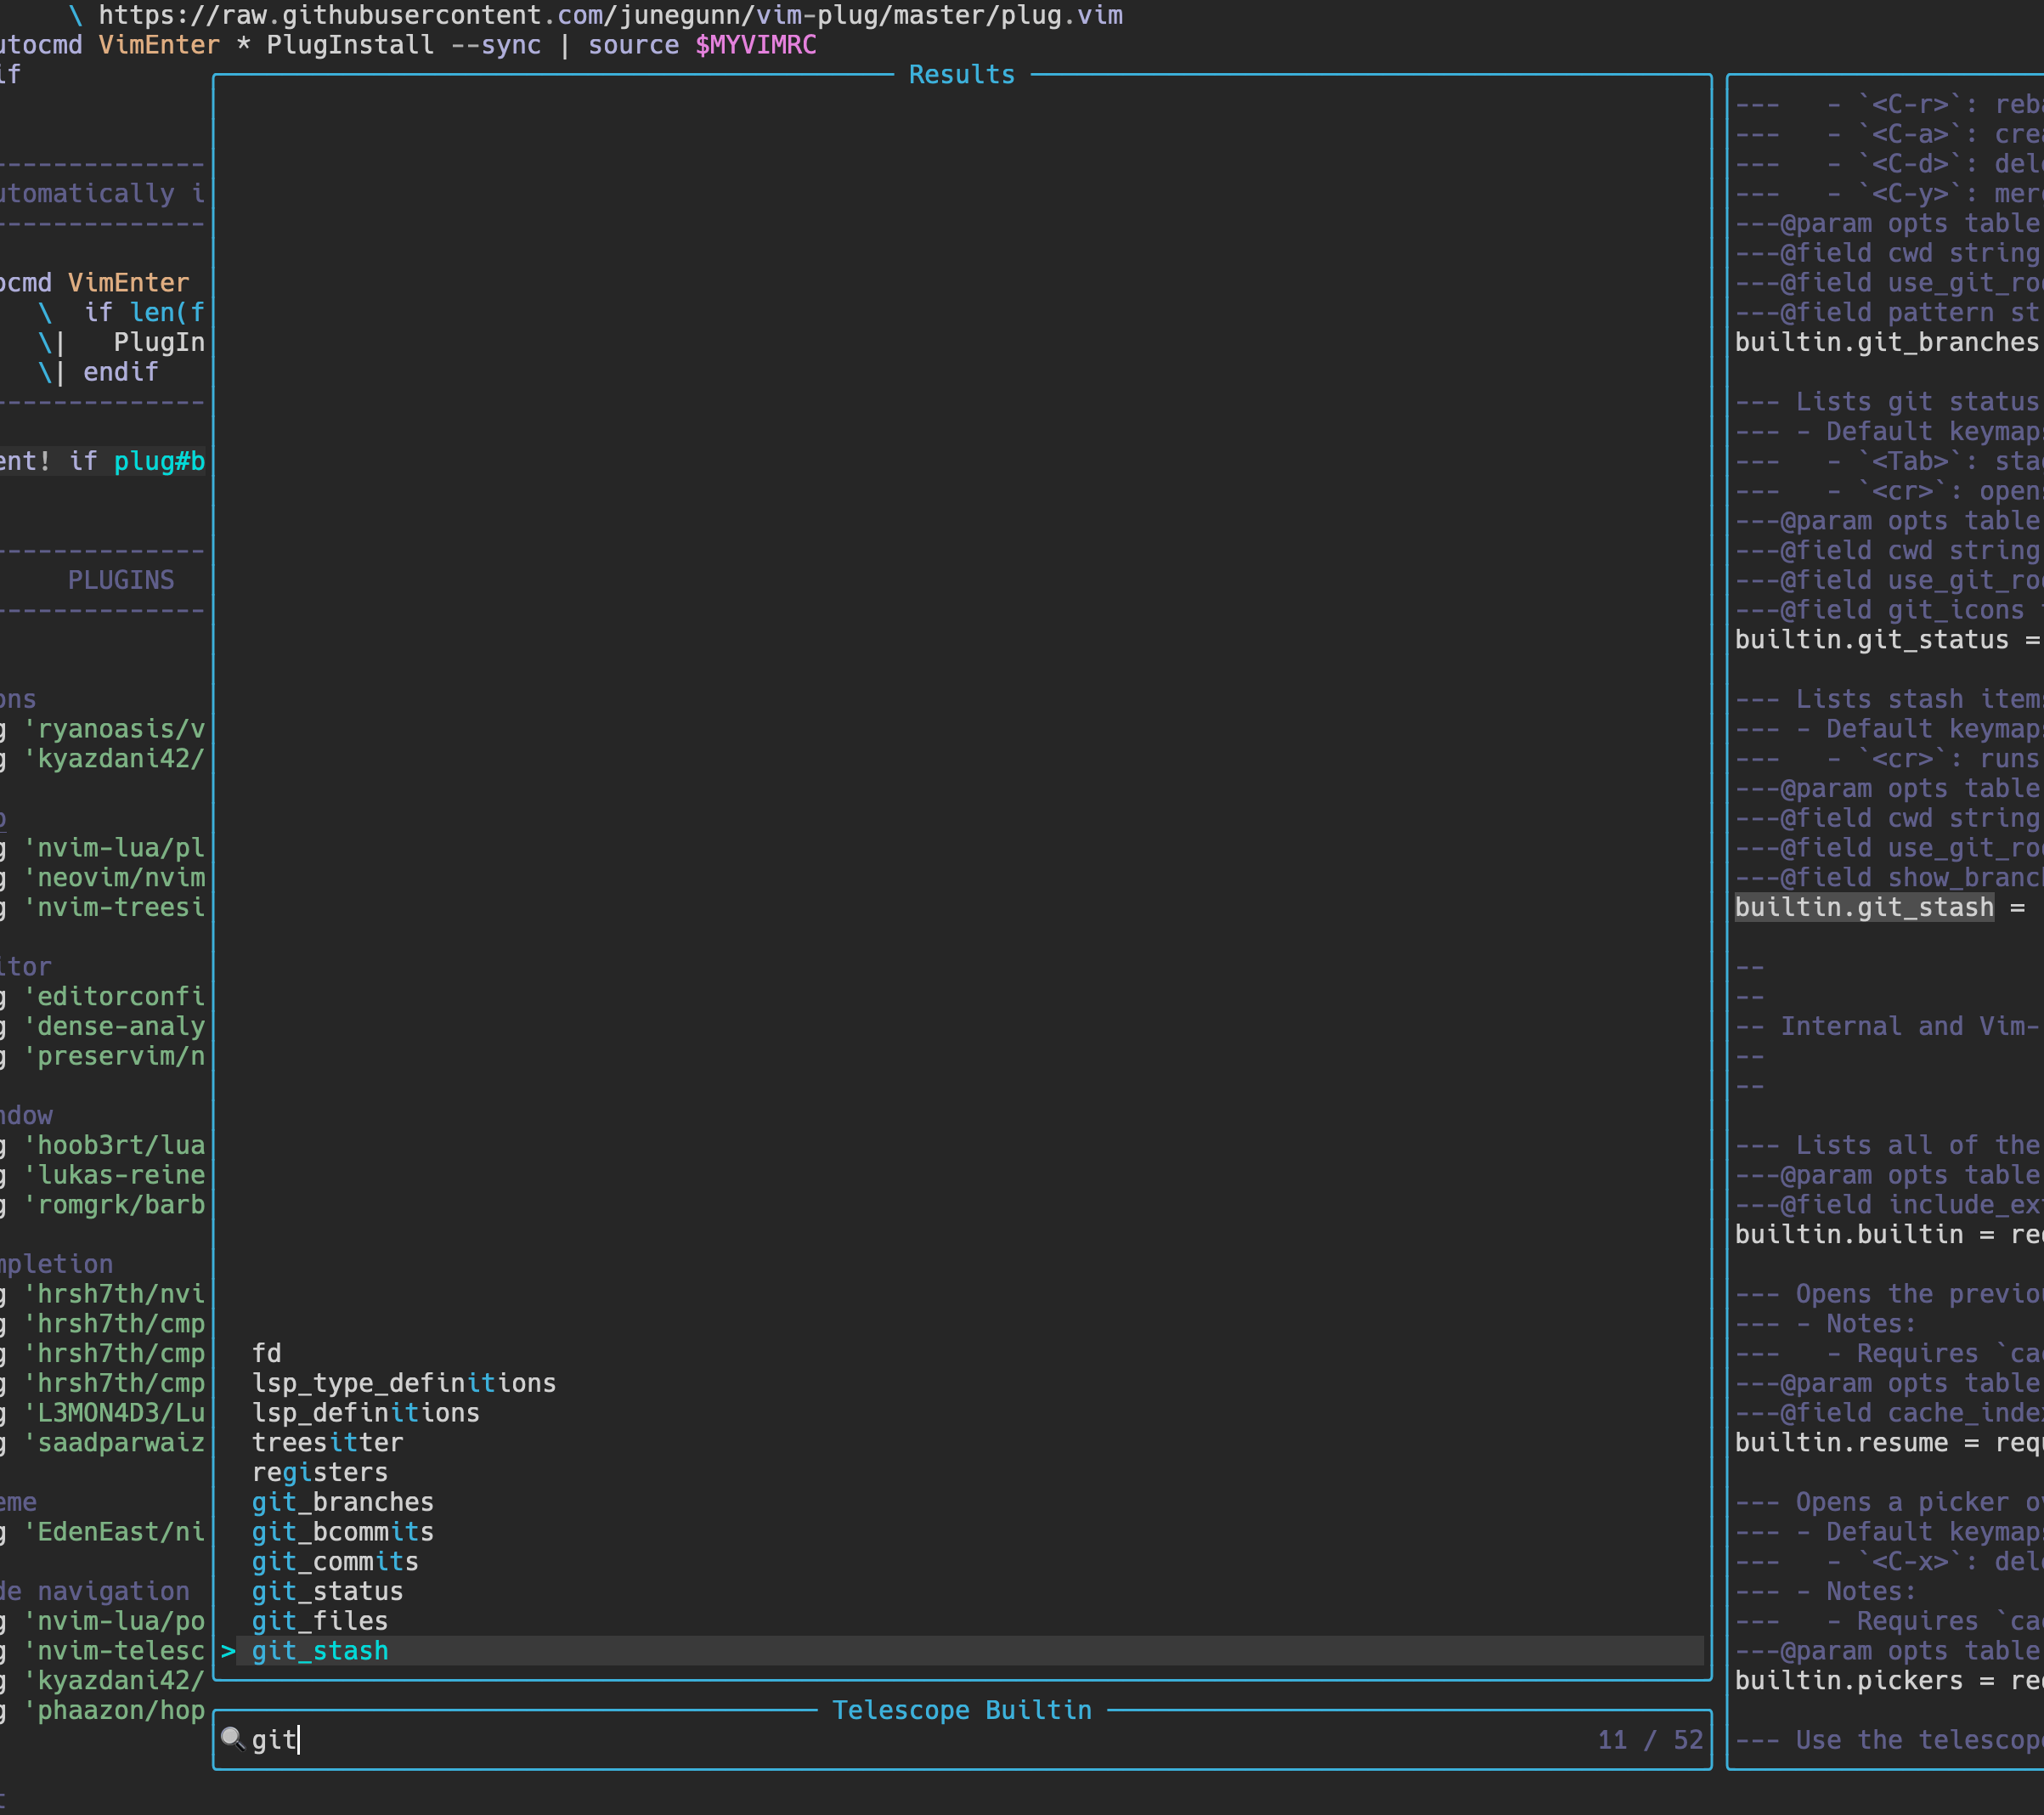 \ https://raw.githubusercontent.com/junegunn/vim-plug/master/plug.vim
utocmd VimEnter * PlugInstall --sync | source $MYVIMRC
if
--------------
utomatically i
--------------
ocmd VimEnter
\ if len(f
\| PlugIn
\| endif
--------------
ent! if plug#b
--------------
PLUGINS
--------------
ons
g 'ryanoasis/v
g 'kyazdani42/
p
g 'nvim-lua/pl
g 'neovim/nvim
g 'nvim-treesi
itor
g 'editorconfi
g 'dense-analy
g 'preservim/n
ndow
g 'hoob3rt/lua
g 'lukas-reine
g 'romgrk/barb
mpletion
g 'hrsh7th/nvi
g 'hrsh7th/cmp
g 'hrsh7th/cmp
g 'hrsh7th/cmp
g 'L3MON4D3/Lu
g 'saadparwaiz
eme
g 'EdenEast/ni
de navigation
g 'nvim-lua/po
g 'nvim-telesc
g 'kyazdani42/
g 'phaazon/hop
Results
fd
lsp_type_definitions
lsp_definitions
treesitter
registers
git_branches
git_bcommits
git_commits
git_status
git_files
> git_stash
Telescope Builtin
git
11 / 52
---   - `<C-r>`: reb
---   - `<C-a>`: cre
---   - `<C-d>`: del
---   - `<C-y>`: mer
---@param opts table
---@field cwd string
---@field use_git_ro
---@field pattern st
builtin.git_branches
--- Lists git status
--- - Default keymap
---   - `<Tab>`: sta
---   - `<cr>`: open
---@param opts table
---@field cwd string
---@field use_git_ro
---@field git_icons
builtin.git_status =
--- Lists stash item
--- - Default keymap
---   - `<cr>`: runs
---@param opts table
---@field cwd string
---@field use_git_ro
---@field show_branc
builtin.git_stash =
--
--
-- Internal and Vim-
--
--
--- Lists all of the
---@param opts table
---@field include_ex
builtin.builtin = re
--- Opens the previo
--- - Notes:
---   - Requires `ca
---@param opts table
---@field cache_inde
builtin.resume = req
--- Opens a picker o
--- - Default keymap
---   - `<C-x>`: del
--- - Notes:
---   - Requires `ca
---@param opts table
builtin.pickers = re
--- Use the telescop